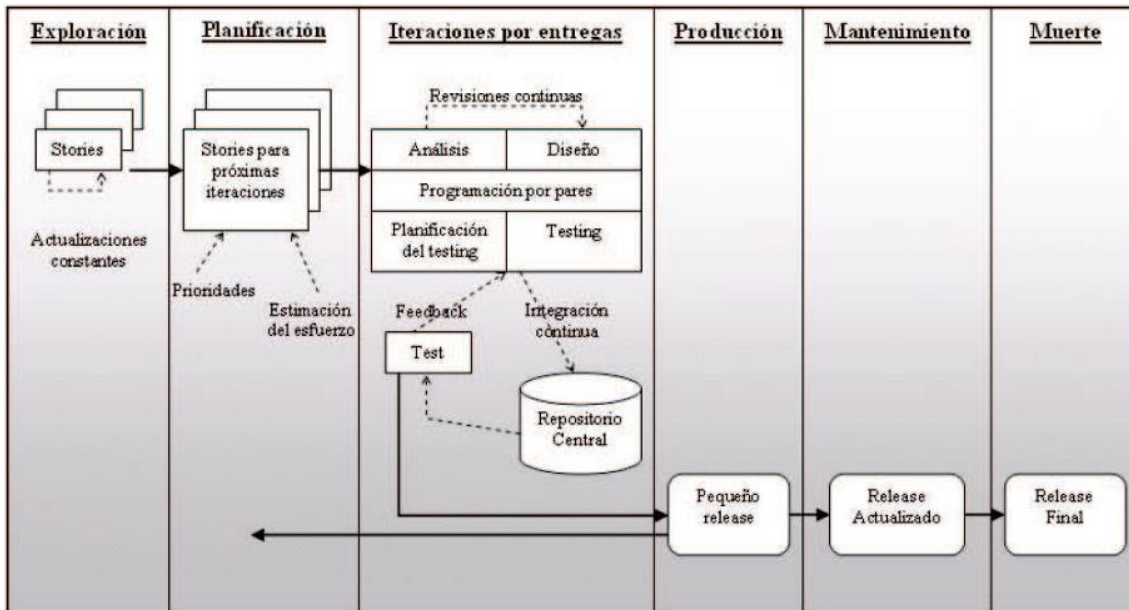 Exploración
Planificación
Iteraciones por entregas
Producción
Mantenimiento
Muerte
Stories
Actualizaciones
constantes
Stories para
próximas
iteraciones
Prioridades
Estimación
del esfuerzo
Revisiones continuas
Análisis
Diseño
Programación por pares
Planificación
del testing
Testing
Feedback
Integración
continua
Test
Repositorio
Central
Pequeño
release
Release
Actualizado
Release
Final